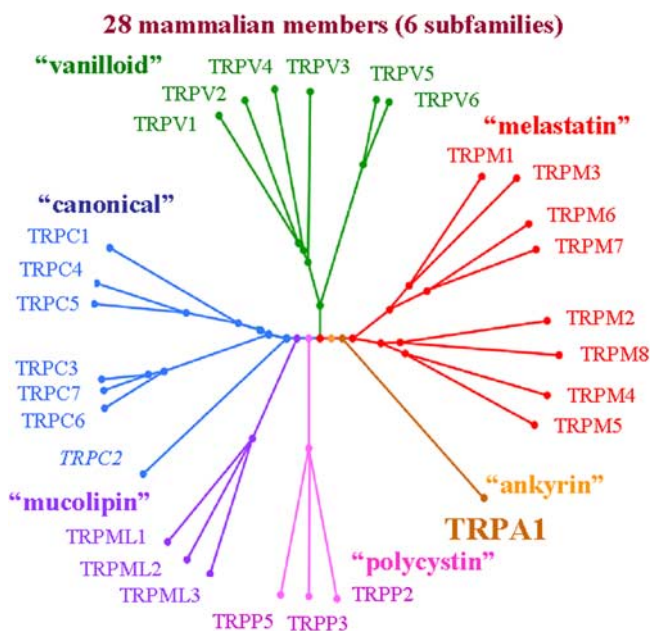 28 mammalian members (6 subfamilies)
“vanilloid”
TRPV4
TRPV3
TRPV5
TRPV2
TRPV6
TRPV1
“melastatin”
TRPM1
TRPM3
TRPM6
TRPM7
TRPM2
TRPM8
TRPM4
TRPM5
“canonical”
TRPC1
TRPC4
TRPC5
TRPC3
TRPC7
TRPC6
TRPC2
“mucolipin”
TRPML1
TRPML2
TRPML3
“polycystin”
TRPP5
TRPP3
TRPP2
“ankyrin”
TRPA1